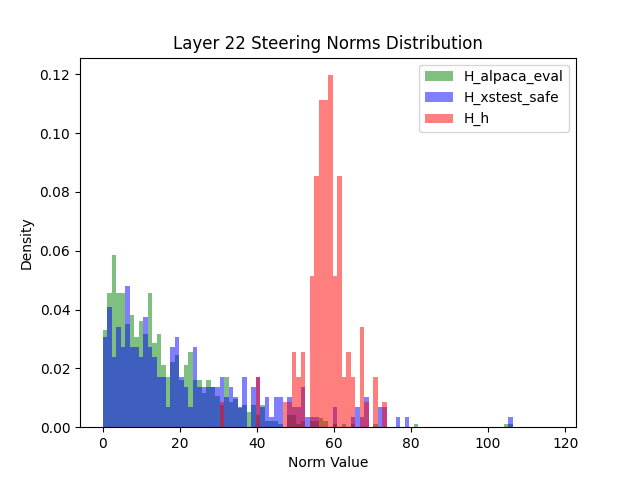 Layer 22 Steering Norms Distribution
H_alpaca_eval
H_xstest_safe
H_h
Density
0.12
0.10
0.08
0.06
0.04
0.02
0.00
0 20 40 60 80 100 120
Norm Value